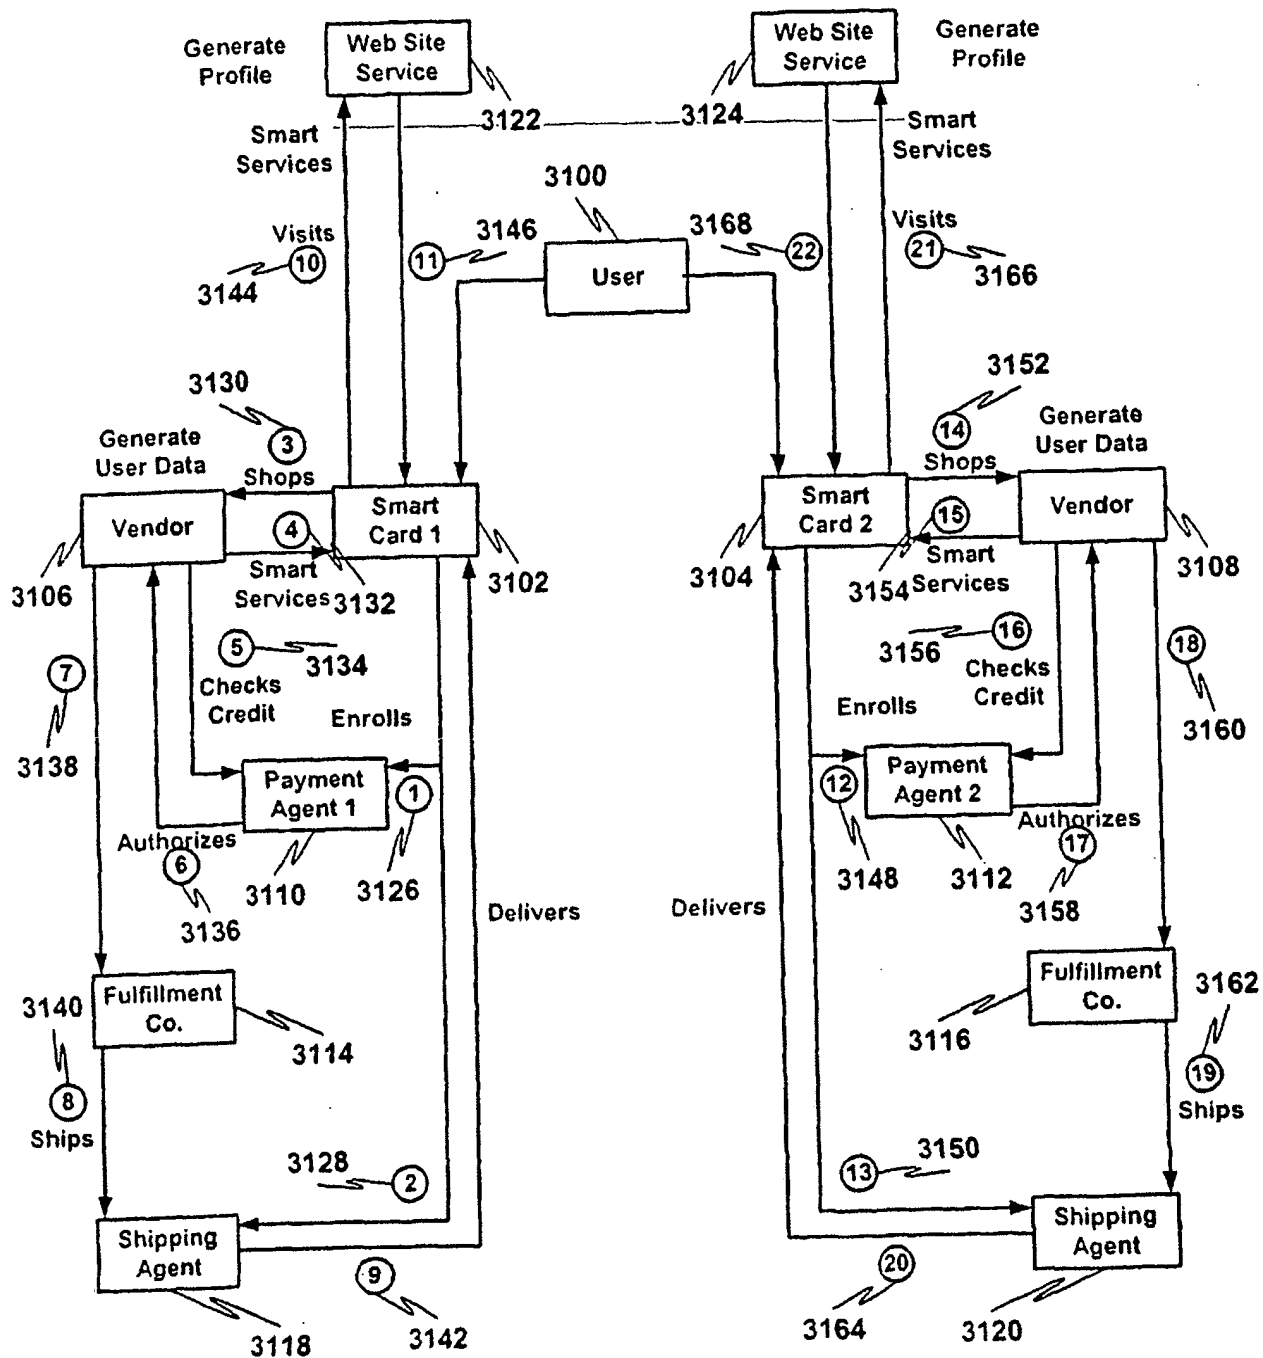 Generate
Profile
Web Site
Service
3122
Web Site
Service
3124
Generate
Profile
Smart
Services
Smart
Services
3100
User
Visits
10
3144
11
3146
3168
22
Visits
21
3166
3130
3
Shops
Generate
User Data
Vendor
3106
4
Smart
Services
3132
Smart
Card 1
3102
3152
14
Shops
Generate
User Data
Smart
Card 2
3104
15
Smart
Services
3154
Vendor
3108
7
3138
5
3134
Checks
Credit
Enrolls
Payment
Agent 1
1
3126
3110
Authorizes
6
3136
Delivers
3156
16
Checks
Credit
18
3160
Enrolls
Payment
Agent 2
12
3148
3112
Authorizes
17
3158
Delivers
3140
Fulfillment
Co.
3114
8
Ships
Fulfillment
Co.
3116
3162
19
Ships
3128
2
Shipping
Agent
9
3118
3142
3150
13
Shipping
Agent
20
3164
3120